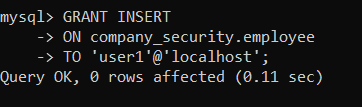 mysql> GRANT INSERT
    -> ON company_security.employee
    -> TO 'user1'@'localhost';
Query OK, 0 rows affected (0.11 sec)